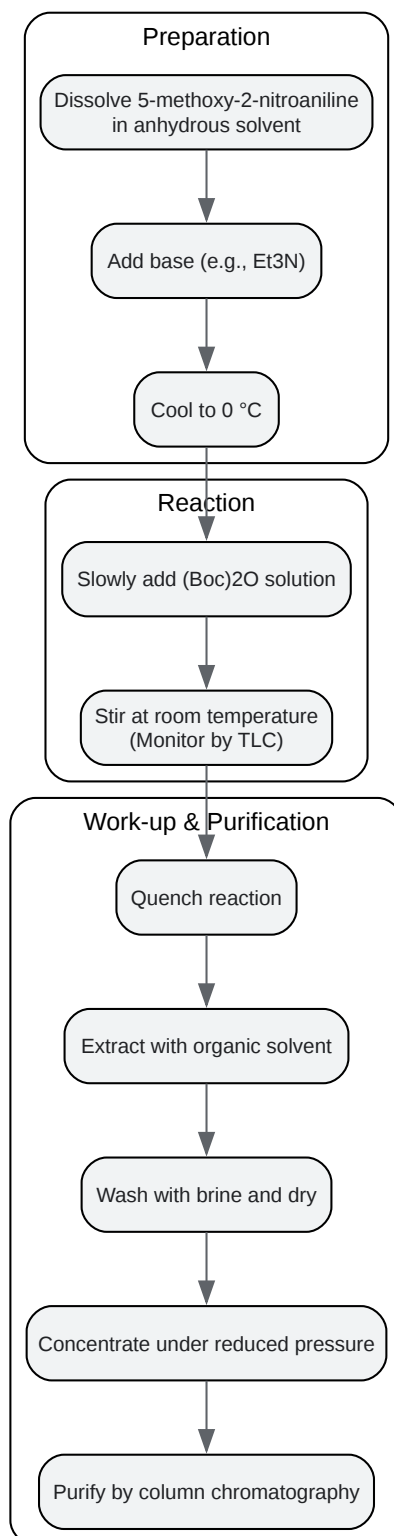 Preparation
Dissolve 5-methoxy-2-nitroaniline
in anhydrous solvent
Add base (e.g., Et3N)
Cool to 0 °C
Reaction
Slowly add (Boc)2O solution
Stir at room temperature
(Monitor by TLC)
Work-up & Purification
Quench reaction
Extract with organic solvent
Wash with brine and dry
Concentrate under reduced pressure
Purify by column chromatography